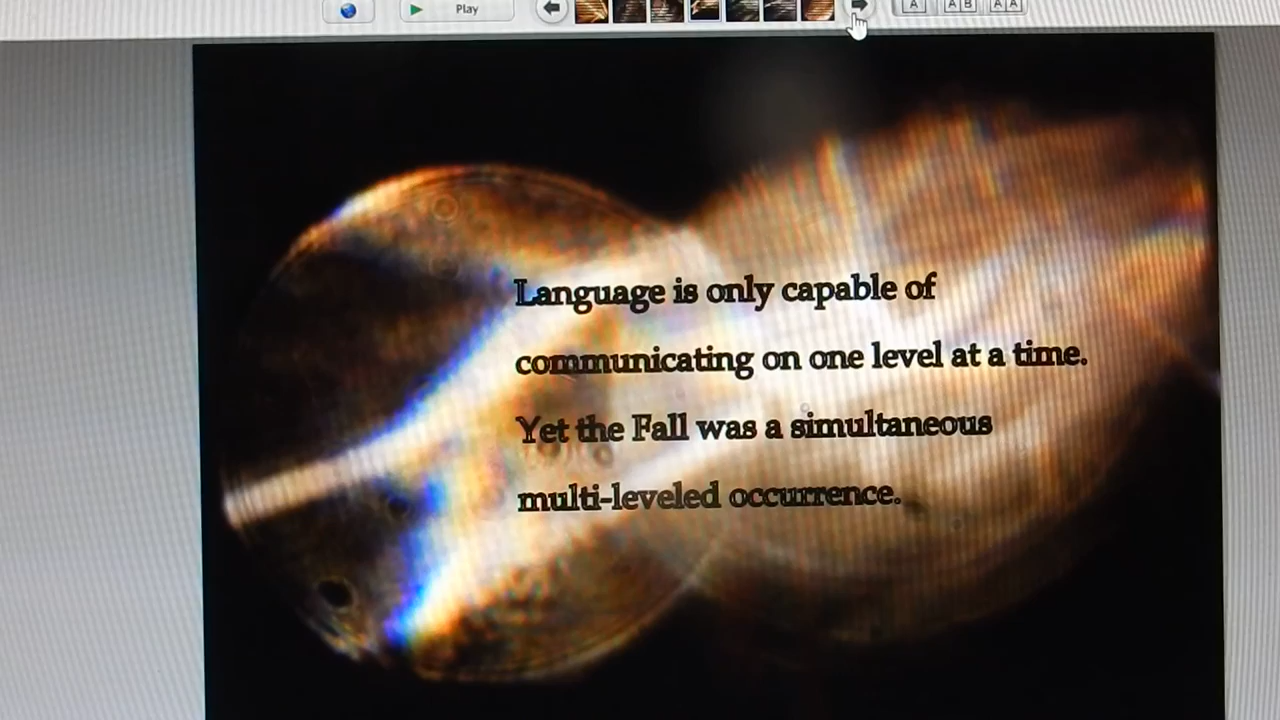 Play
A
A B
A A
Language is only capable of
communicating on one level at a time.
Yet the Fall was a simultaneous
multi-leveled occurrence.